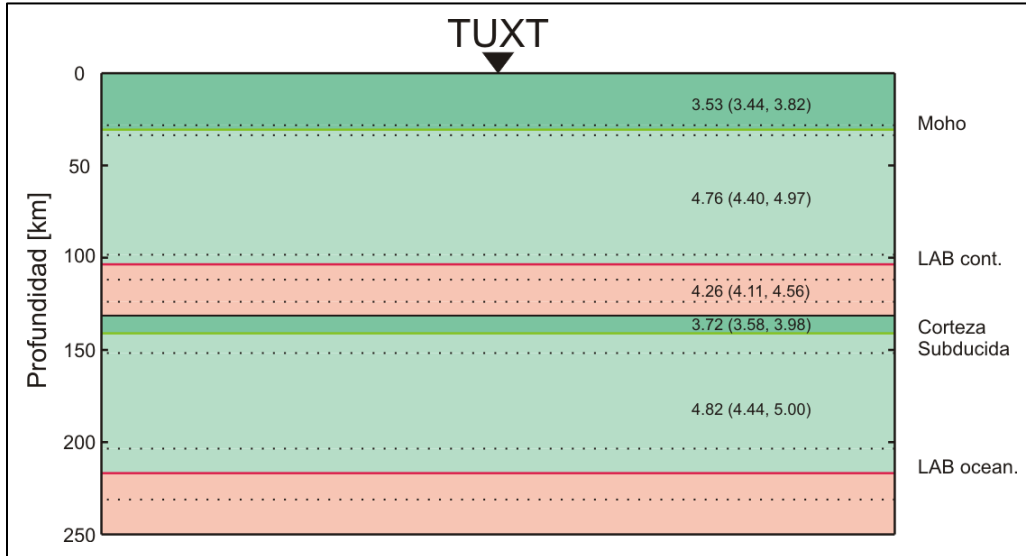 TUXT
0
3.53 (3.44, 3.82)
Moho
50
4.76 (4.40, 4.97)
Profundidad [km]
100
LAB cont.
4.26 (4.11, 4.56)
3.72 (3.58, 3.98)
Corteza
Subducida
150
4.82 (4.44, 5.00)
200
LAB ocean.
250